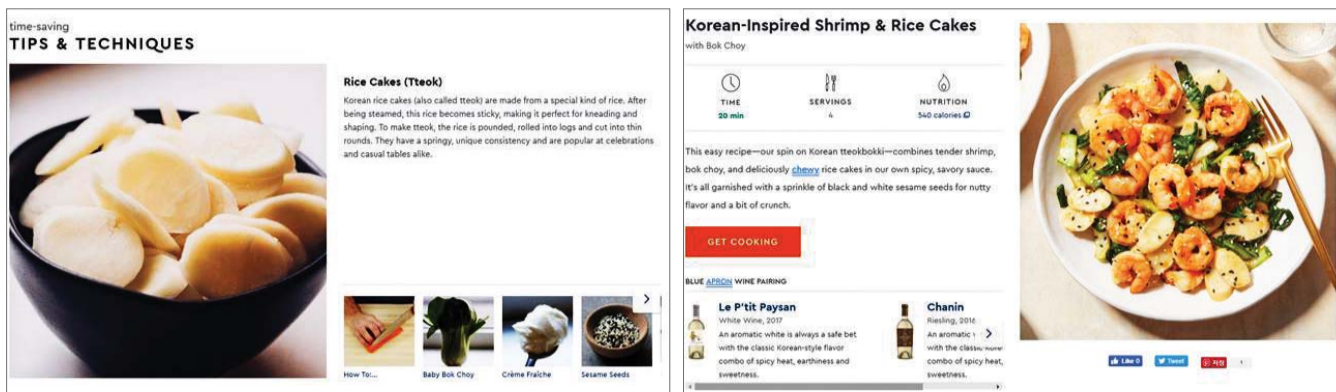 time-saving
TIPS & TECHNIQUES
Rice Cakes (Tteok)
Korean rice cakes (also called tteok) are made from a special kind of rice. After
being steamed, this rice becomes sticky, making it perfect for kneading and
shaping. To make tteok, the rice is pounded, rolled into logs and cut into thin
rounds. They have a springy, unique consistency and are popular at celebrations
and casual tables alike.
How To:...
Baby Bok Choy
Crème Fraîche
Sesame Seeds
Korean-Inspired Shrimp & Rice Cakes
with Bok Choy
TIME
20 min
SERVINGS
4
NUTRITION
540 calories
This easy recipe—our spin on Korean tteokbokki—combines tender shrimp,
bok choy, and deliciously chewy rice cakes in our own spicy, savory sauce.
It's all garnished with a sprinkle of black and white sesame seeds for nutty
flavor and a bit of crunch.
GET COOKING
BLUE APRON WINE PAIRING
Le P'tit Paysan
White Wine, 2017
An aromatic white is always a safe bet
with the classic Korean-style flavor
combo of spicy heat, earthiness and
sweetness.
Chanin
Riesling, 2016
An aromatic
with the classic
combo of spicy heat,
sweetness.
Like 0
Tweet
저장